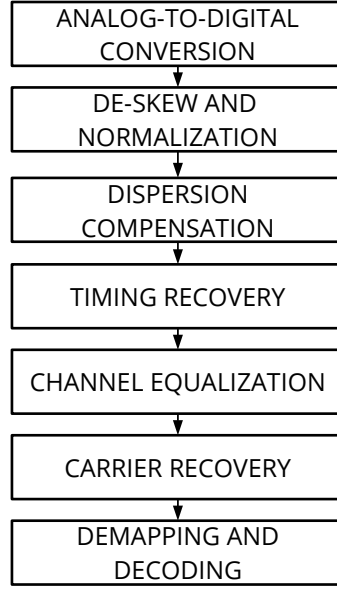 ANALOG-TO-DIGITAL
CONVERSION
DE-SKEW AND
NORMALIZATION
DISPERSION
COMPENSATION
TIMING RECOVERY
CHANNEL EQUALIZATION
CARRIER RECOVERY
DEMAPPING AND
DECODING